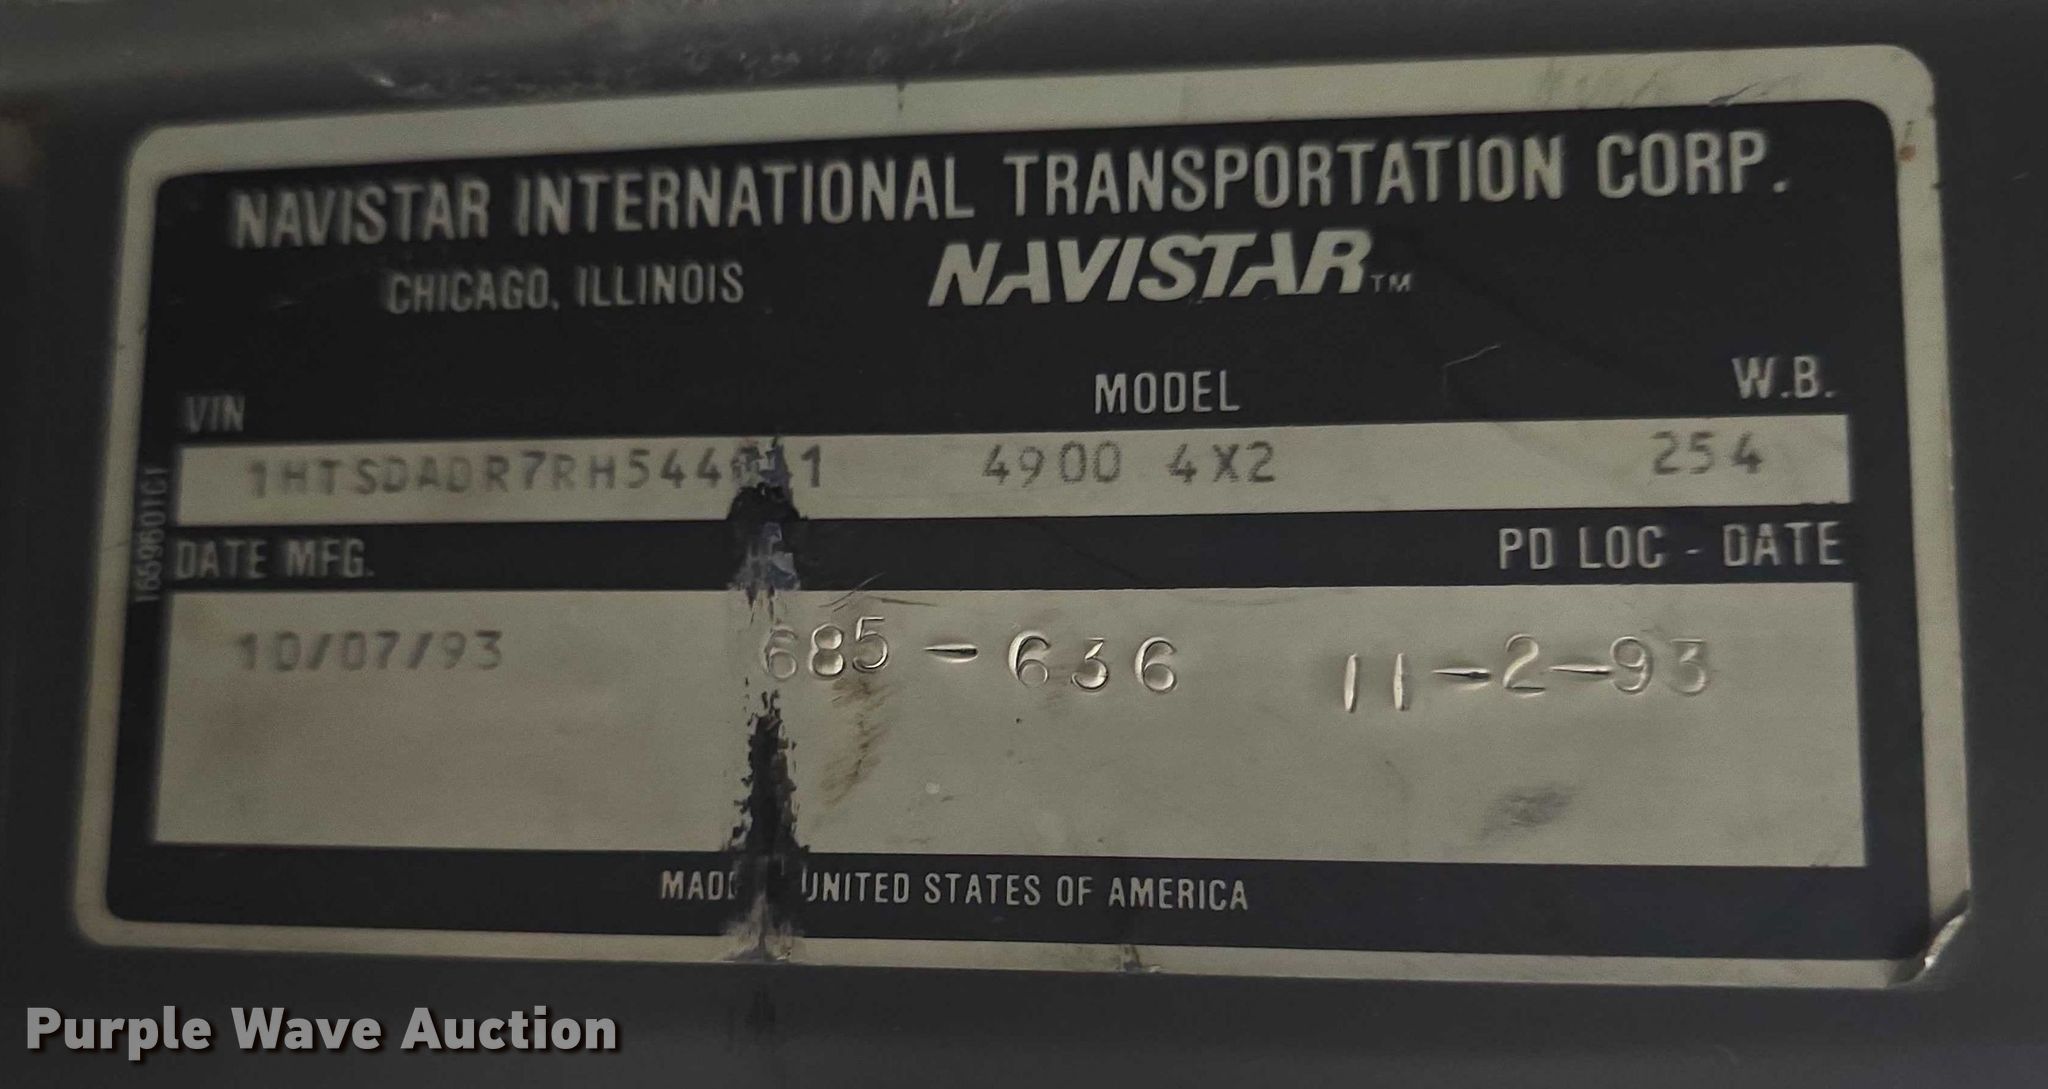 NAVISTAR INTERNATIONAL TRANSPORTATION CORP.
CHICAGO, ILLINOIS NAVISTAR™
VIN MODEL W.B.
4900 4X2 254
1669601C1
DATE MFG. PD LOC - DATE
10/07/93 685 - 636 11-2-93
UNITED STATES OF AMERICA
Purple Wave Auction